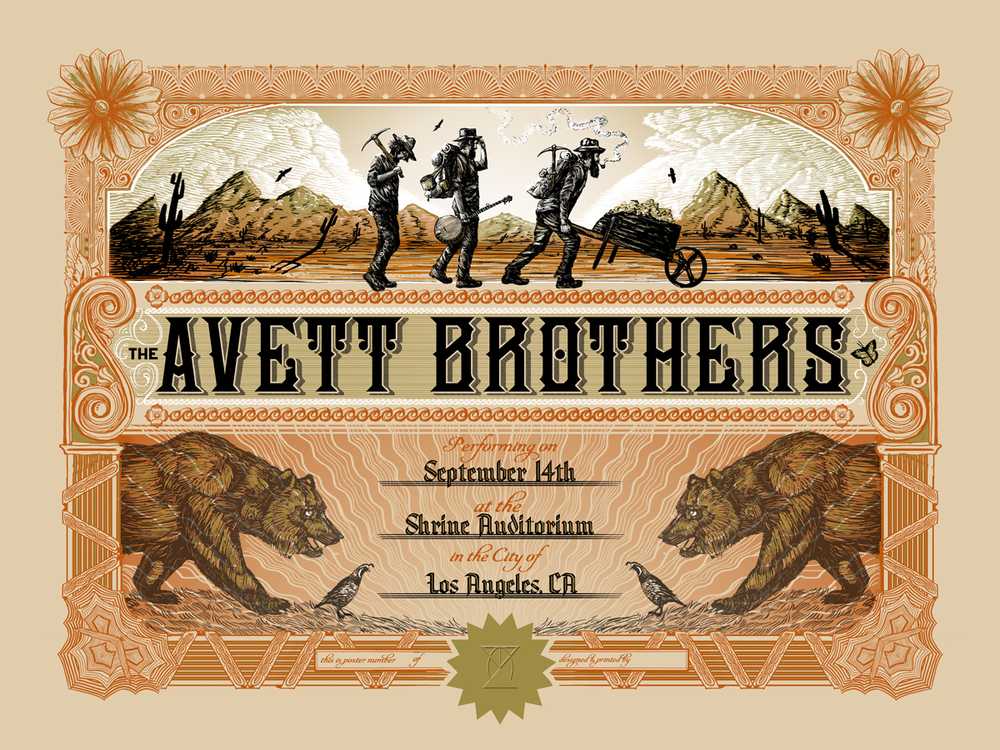 THE AVETT BROTHERS
Performing on
September 14th
at the
Shrine Auditorium
in the City of
Los Angeles, CA
this is poster number of
designed & printed by